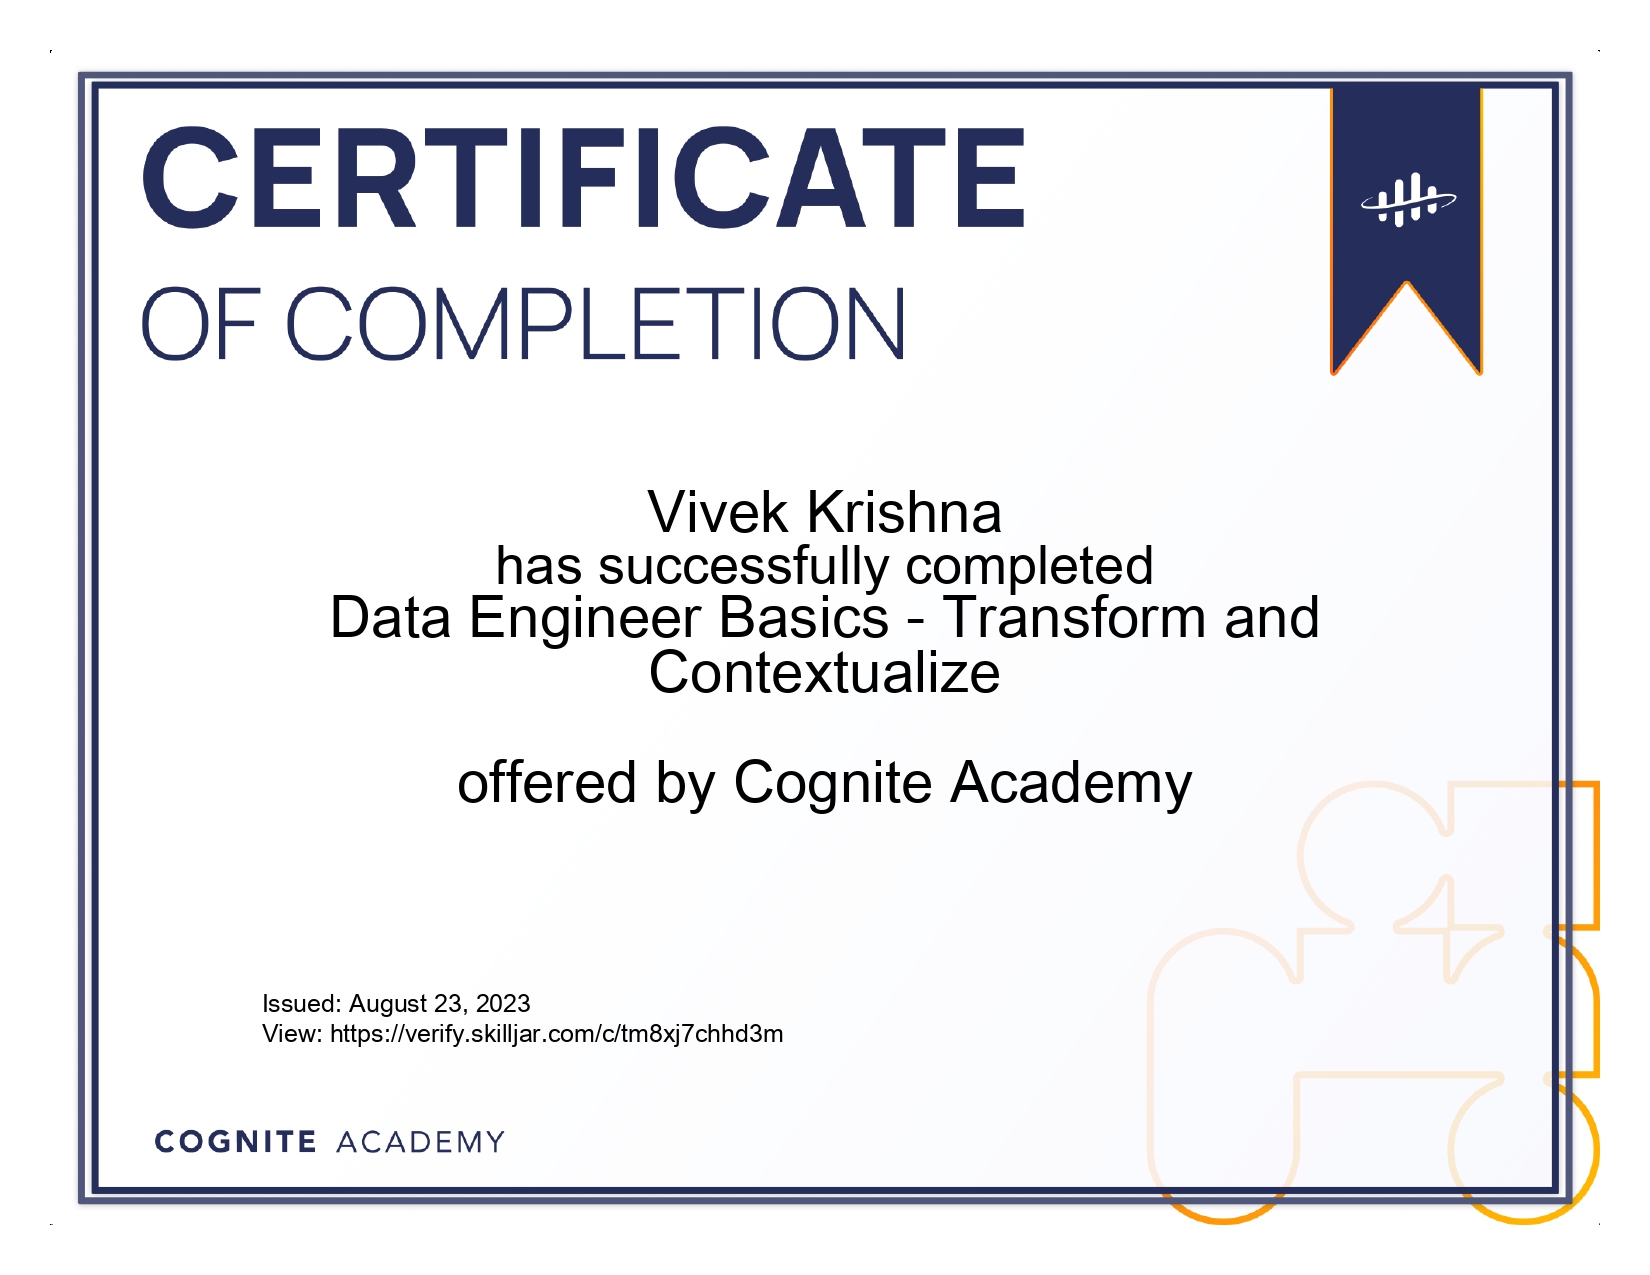 CERTIFICATE
OF COMPLETION
Vivek Krishna
has successfully completed
Data Engineer Basics - Transform and
Contextualize
offered by Cognite Academy
Issued: August 23, 2023
View: https://verify.skilljar.com/c/tm8xj7chhd3m
COGNITE ACADEMY